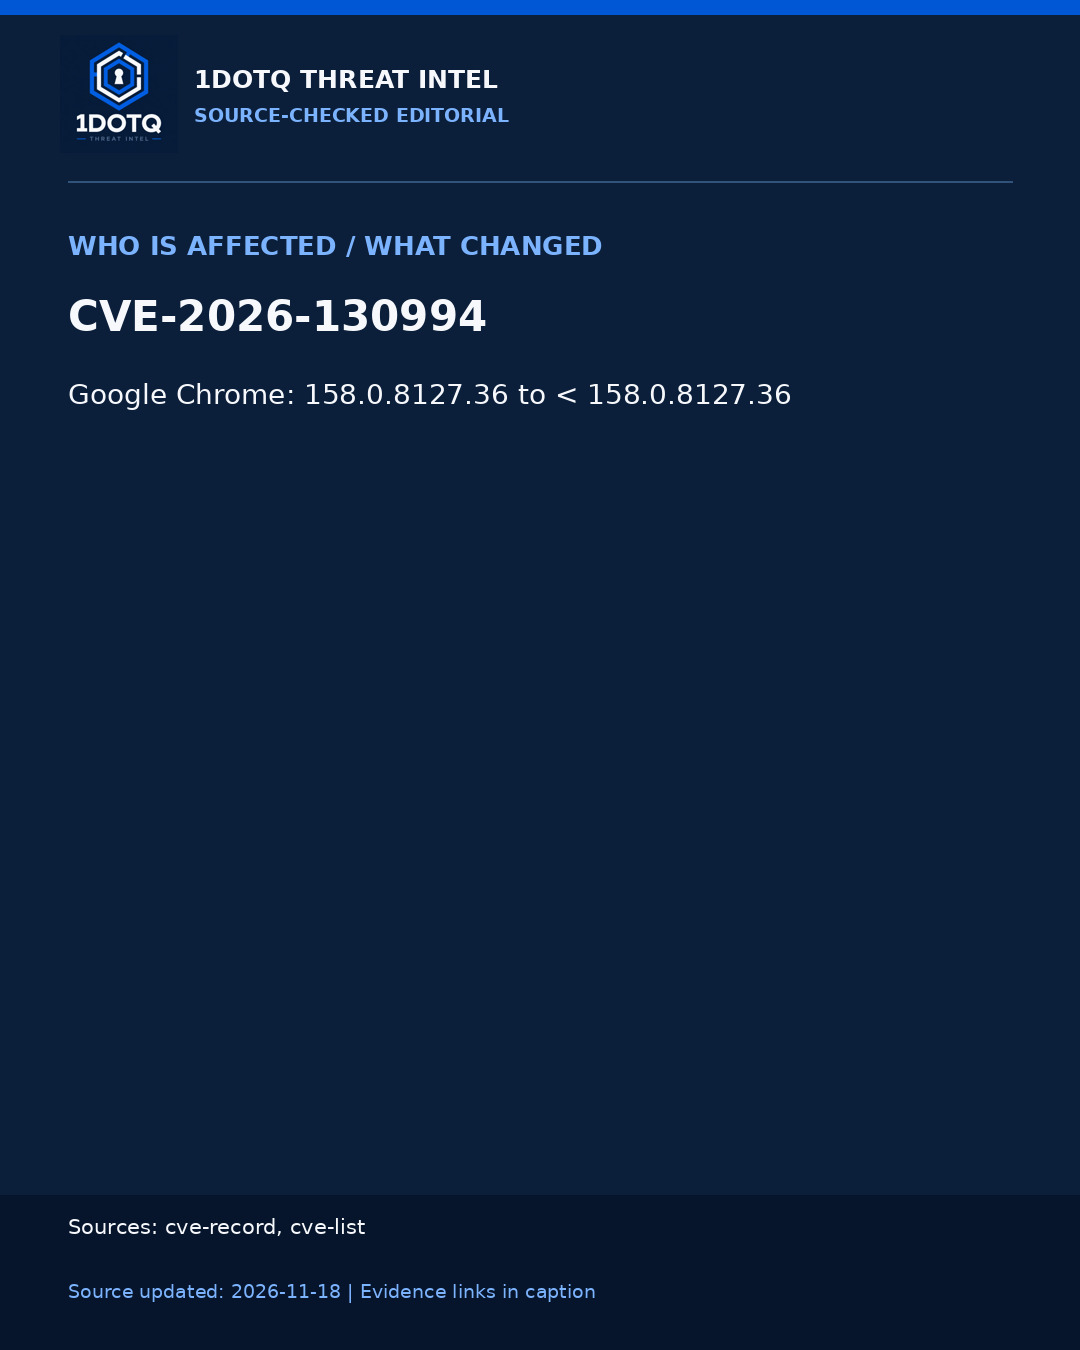 1DOTQ
THREAT INTEL
1DOTQ THREAT INTEL
SOURCE-CHECKED EDITORIAL
WHO IS AFFECTED / WHAT CHANGED
CVE-2026-130994
Google Chrome: 158.0.8127.36 to < 158.0.8127.36
Sources: cve-record, cve-list
Source updated: 2026-11-18 | Evidence links in caption